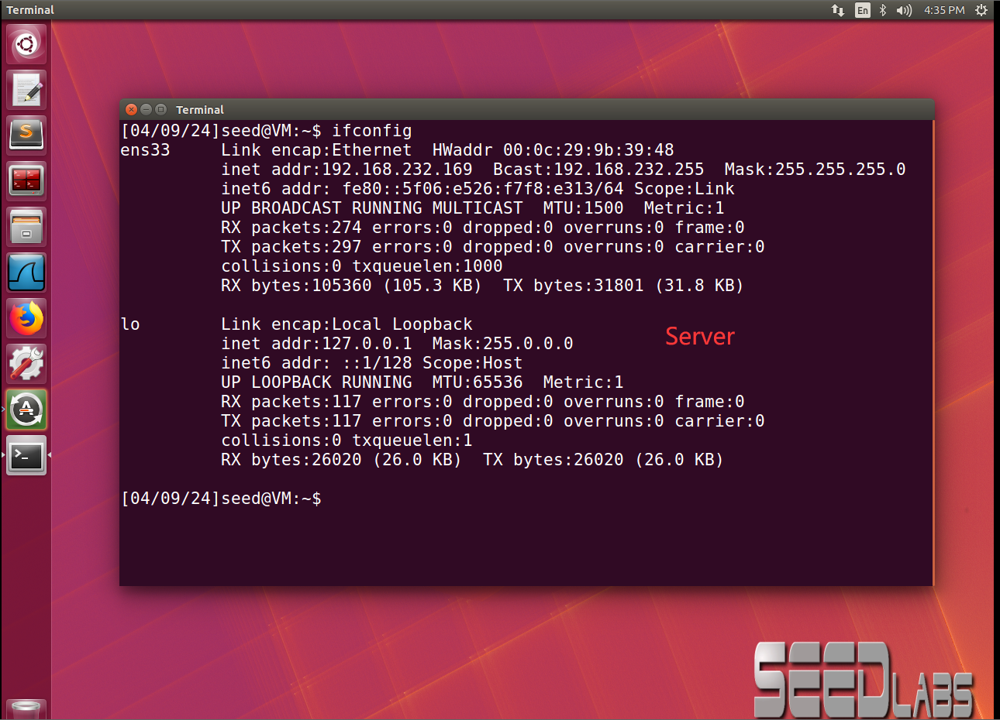 Terminal
En
4:35 PM
Terminal
[04/09/24]seed@VM:~$ ifconfig
ens33     Link encap:Ethernet  HWaddr 00:0c:29:9b:39:48
          inet addr:192.168.232.169  Bcast:192.168.232.255  Mask:255.255.255.0
          inet6 addr: fe80::5f06:e526:f7f8:e313/64 Scope:Link
          UP BROADCAST RUNNING MULTICAST  MTU:1500  Metric:1
          RX packets:274 errors:0 dropped:0 overruns:0 frame:0
          TX packets:297 errors:0 dropped:0 overruns:0 carrier:0
          collisions:0 txqueuelen:1000
          RX bytes:105360 (105.3 KB)  TX bytes:31801 (31.8 KB)
lo        Link encap:Local Loopback
          inet addr:127.0.0.1  Mask:255.0.0.0
          inet6 addr: ::1/128 Scope:Host
          UP LOOPBACK RUNNING  MTU:65536  Metric:1
          RX packets:117 errors:0 dropped:0 overruns:0 frame:0
          TX packets:117 errors:0 dropped:0 overruns:0 carrier:0
          collisions:0 txqueuelen:1
          RX bytes:26020 (26.0 KB)  TX bytes:26020 (26.0 KB)
[04/09/24]seed@VM:~$
Server
SEEDLABS